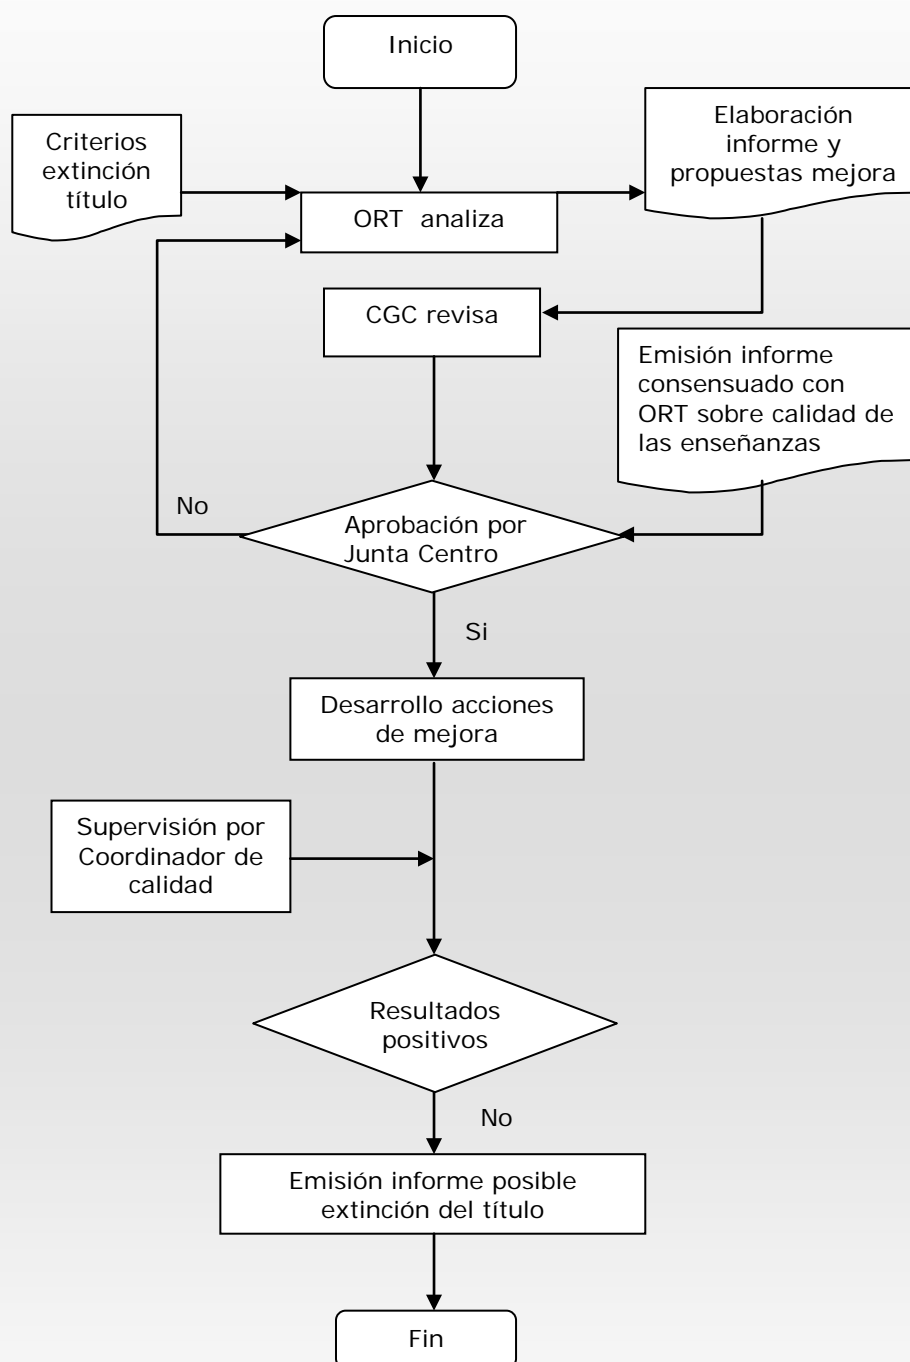 Inicio
Criterios
extinción
título
ORT analiza
Elaboración
informe y
propuestas mejora
CGC revisa
Emisión informe
consensuado con
ORT sobre calidad de
las enseñanzas
No
Aprobación por
Junta Centro
Si
Desarrollo acciones
de mejora
Supervisión por
Coordinador de
calidad
Resultados
positivos
No
Emisión informe posible
extinción del título
Fin